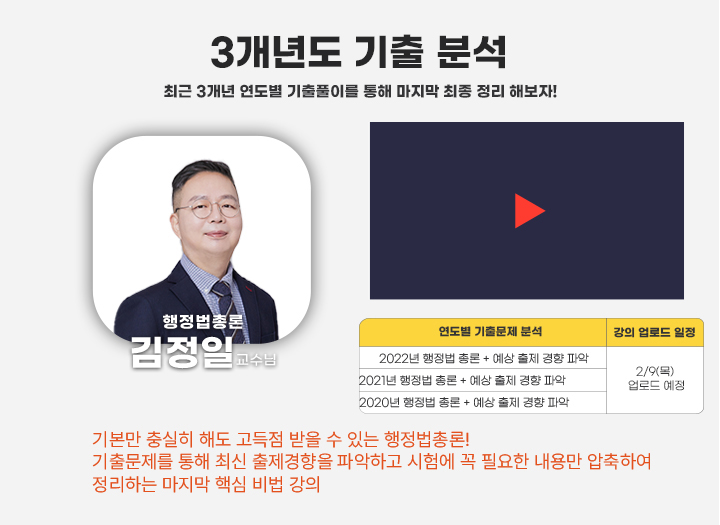 3개년도 기출 분석
최근 3개년 연도별 기출풀이를 통해 마지막 최종 정리 해보자!
행정법총론
김정일교수님
연도별 기출문제 분석
강의 업로드 일정
2022년 행정법 총론 + 예상 출제 경향 파악
2021년 행정법 총론 + 예상 출제 경향 파악
2020년 행정법 총론 + 예상 출제 경향 파악
2/9(목)
업로드 예정
기본만 충실히 해도 고득점 받을 수 있는 행정법총론!
기출문제를 통해 최신 출제경향을 파악하고 시험에 꼭 필요한 내용만 압축하여
정리하는 마지막 핵심 비법 강의